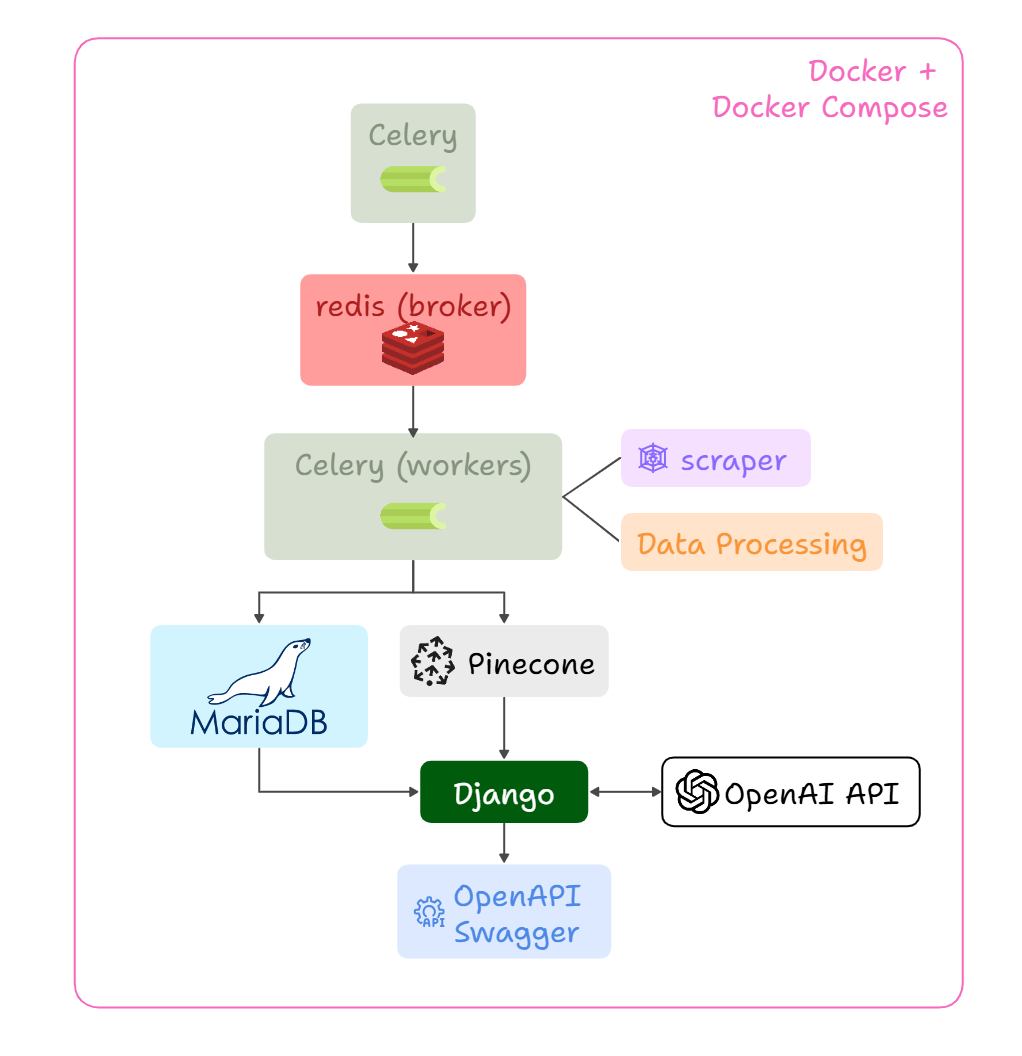 Docker +
Docker Compose
Celery
redis (broker)
Celery (workers)
scraper
Data Processing
MariaDB
Pinecone
Django
OpenAI API
OpenAPI
Swagger
API